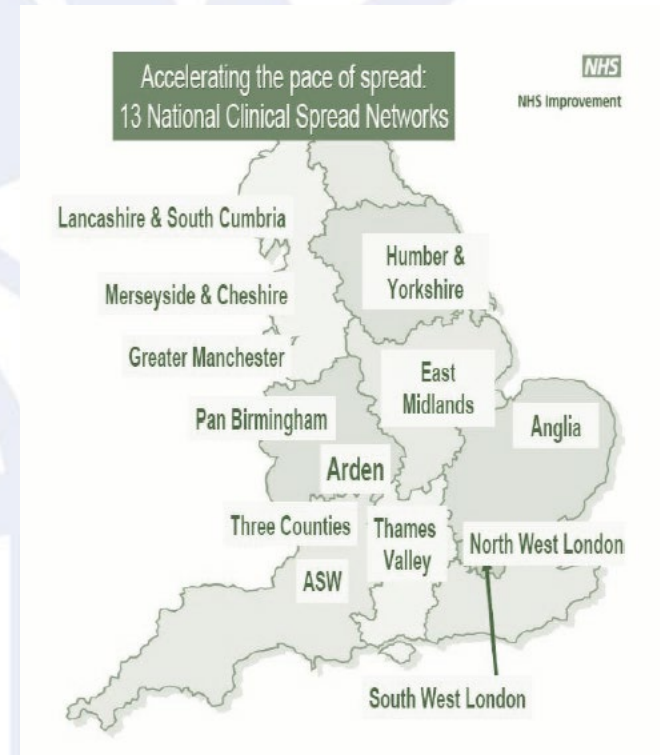 Accelerating the pace of spread:
13 National Clinical Spread Networks
NHS
NHS Improvement
Lancashire & South Cumbria
Humber &
Yorkshire
Merseyside & Cheshire
Greater Manchester
East
Midlands
Pan Birmingham
Anglia
Arden
Three Counties
Thames
Valley
North West London
ASW
South West London